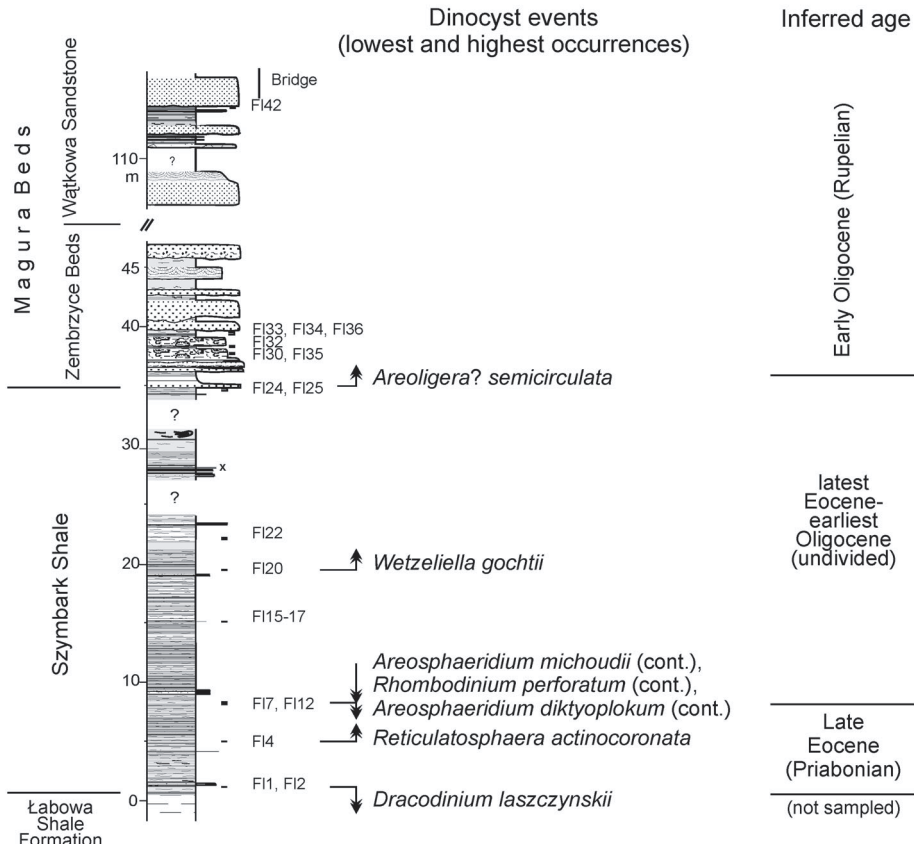 Dinocyst events
(lowest and highest occurrences)
Inferred age
Magura Beds
Wątkowa Sandstone
Bridge
Fl42
110
m
?
Early Oligocene (Rupelian)
Zembrzyce Beds
45
40
Fl33, Fl34, Fl36
Fl32
Fl30, Fl35
Areoligera? semicirculata
Fl24, Fl25
Szymbark Shale
?
30
x
?
latest
Eocene-
earliest
Oligocene
(undivided)
Fl22
20
Fl20
Wetzeliella gochtii
Fl15-17
10
Areosphaeridium michoudii (cont.),
Rhombodinium perforatum (cont.),
Fl7, Fl12
Areosphaeridium diktyoplokum (cont.)
Fl4
Reticulatosphaera actinocoronata
Late
Eocene
(Priabonian)
Fl1, Fl2
0
Dracodinium laszczynskii
(not sampled)
Łabowa
Shale
Formation